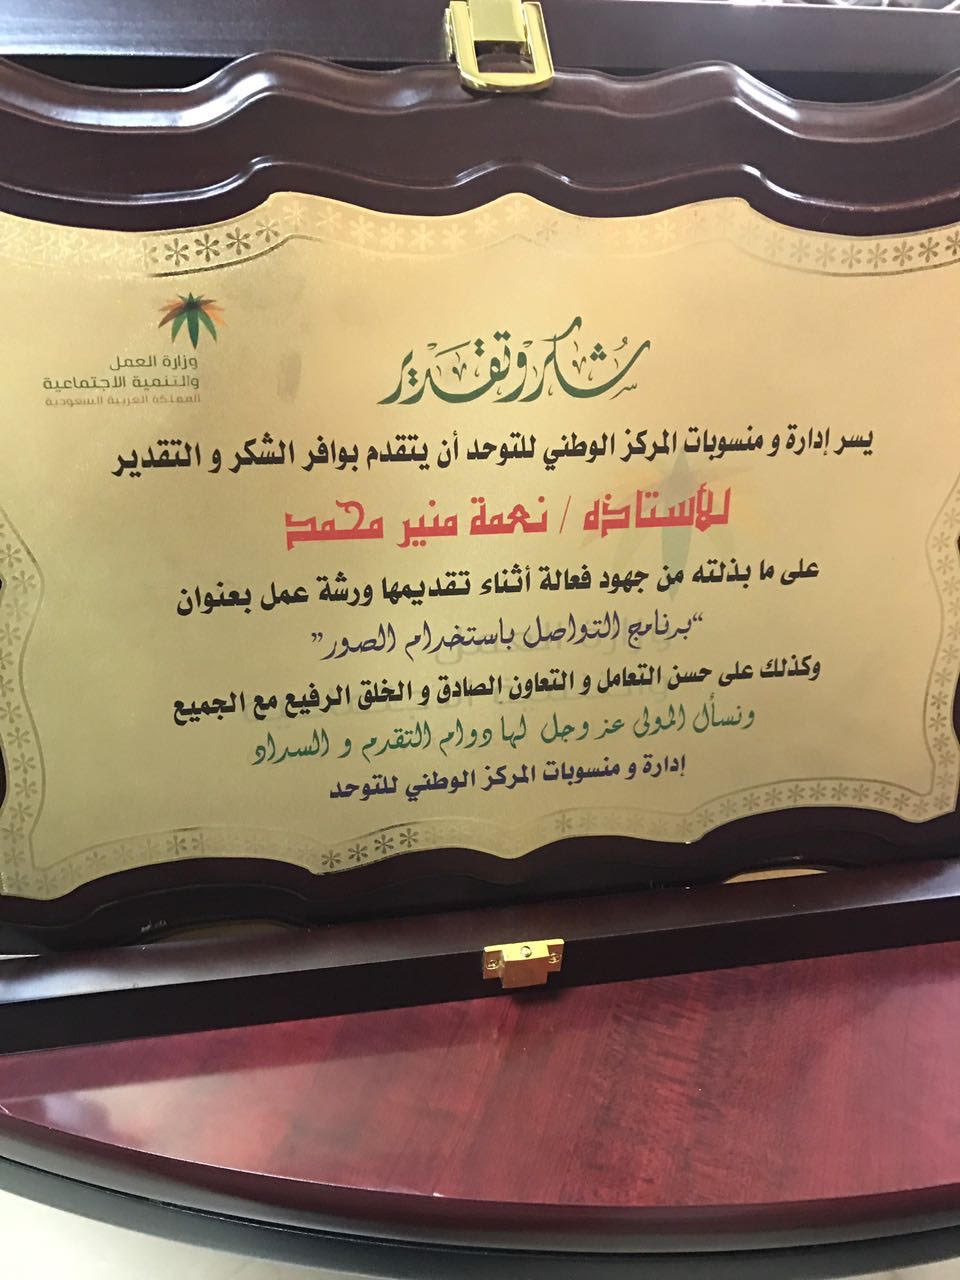 وزارة العمل
والتنمية الاجتماعية
المملكة العربية السعودية
شكر وتقدير
يسر إدارة و منسوبات المركز الوطني للتوحد أن يتقدم بوافر الشكر و التقدير
للأستاذه / نعمة منير محمد
على ما بذلته من جهود فعالة أثناء تقديمها ورشة عمل بعنوان
“برنامج التواصل باستخدام الصور”
وكذلك على حسن التعامل و التعاون الصادق و الخلق الرفيع مع الجميع
ونسأل المولى عز وجل لها دوام التقدم و السداد
إدارة و منسوبات المركز الوطني للتوحد